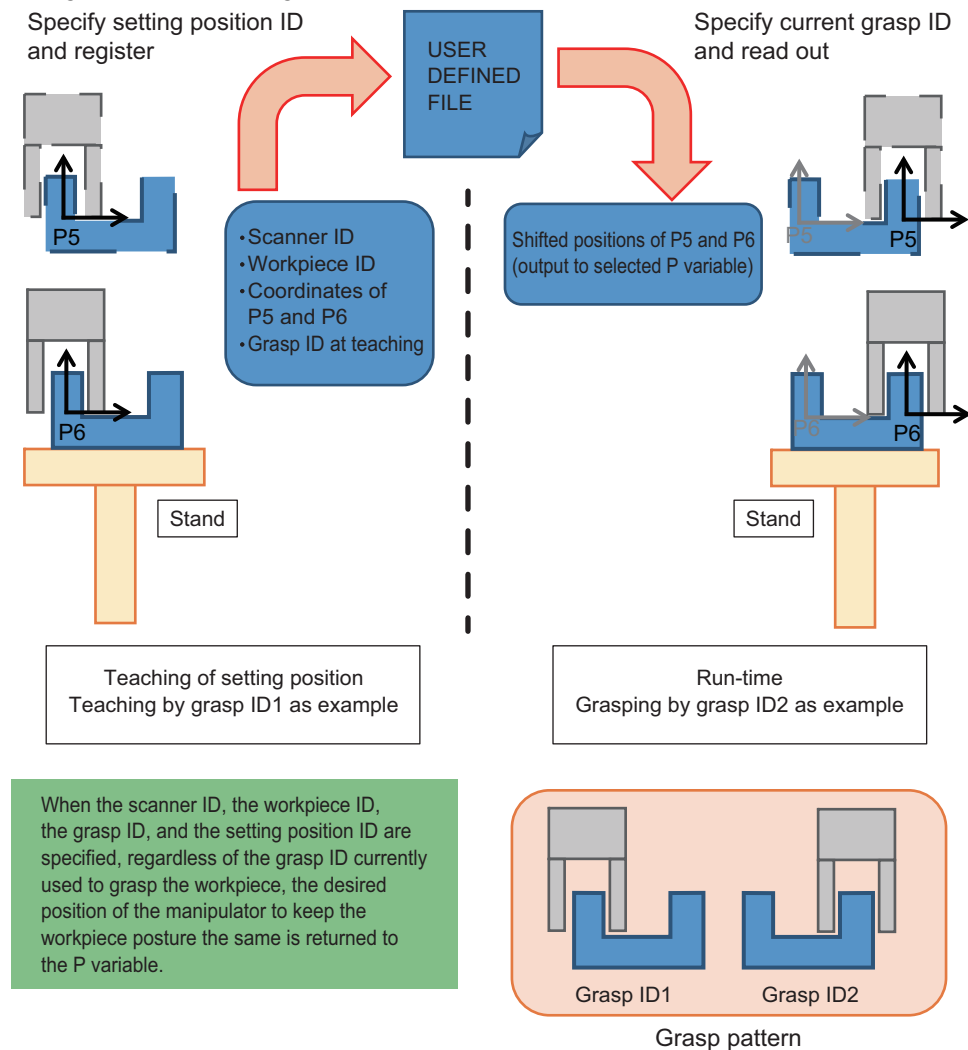 Specify setting position ID
and register
USER
DEFINED
FILE
Specify current grasp ID
and read out
P5
•Scanner ID
•Workpiece ID
•Coordinates of
P5 and P6
•Grasp ID at teaching
Shifted positions of P5 and P6
(output to selected P variable)
P5
P5
P6
P6
P6
Stand
Stand
Teaching of setting position
Teaching by grasp ID1 as example
Run-time
Grasping by grasp ID2 as example
When the scanner ID, the workpiece ID,
the grasp ID, and the setting position ID are
specified, regardless of the grasp ID currently
used to grasp the workpiece, the desired
position of the manipulator to keep the
workpiece posture the same is returned to
the P variable.
Grasp ID1
Grasp ID2
Grasp pattern